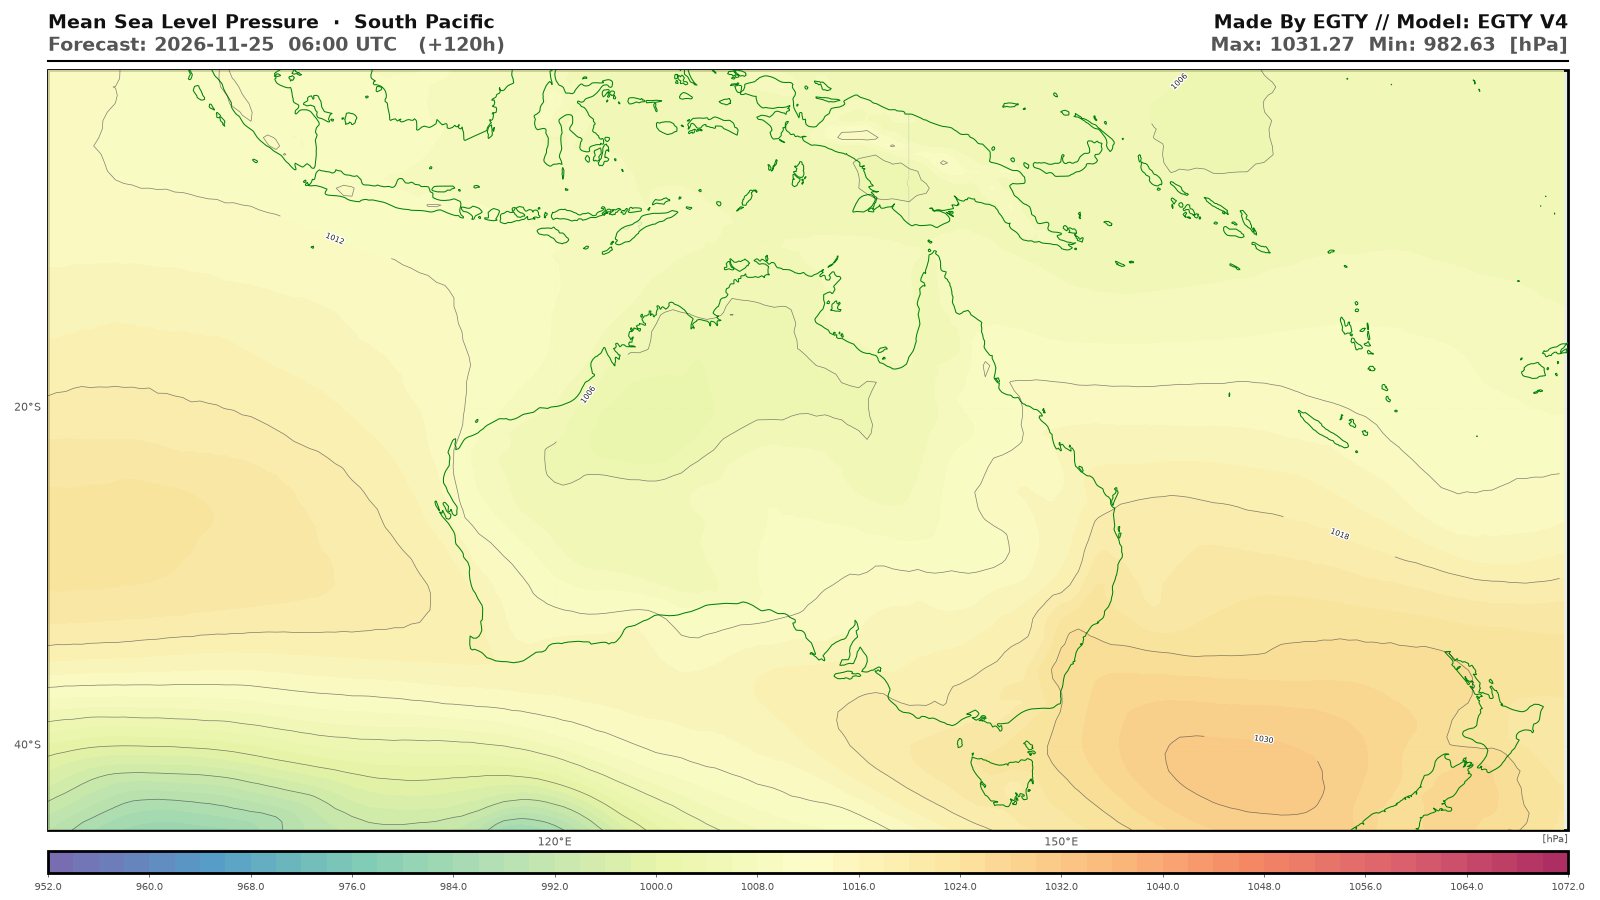 Mean Sea Level Pressure · South Pacific
Made By EGTY // Model: EGTY V4
Forecast: 2026-11-25 06:00 UTC (+120h)
Max: 1031.27 Min: 982.63 [hPa]
1006
1012
1006
20°S
1018
1030
40°S
120°E
150°E
[hPa]
952.0 960.0 968.0 976.0 984.0 992.0 1000.0 1008.0 1016.0 1024.0 1032.0 1040.0 1048.0 1056.0 1064.0 1072.0